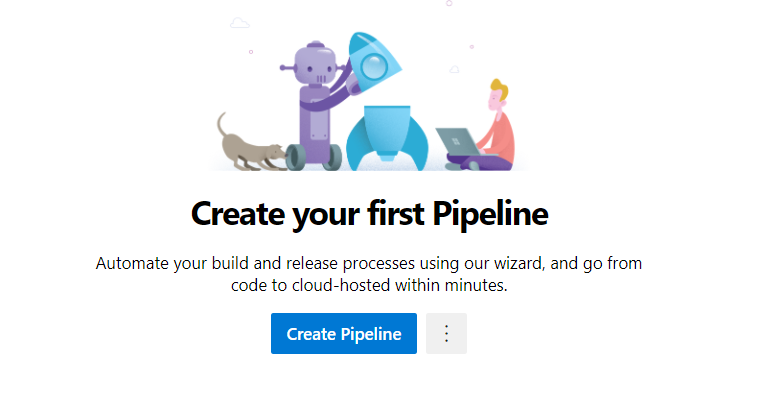 Create your first Pipeline
Automate your build and release processes using our wizard, and go from
code to cloud-hosted within minutes.
Create Pipeline